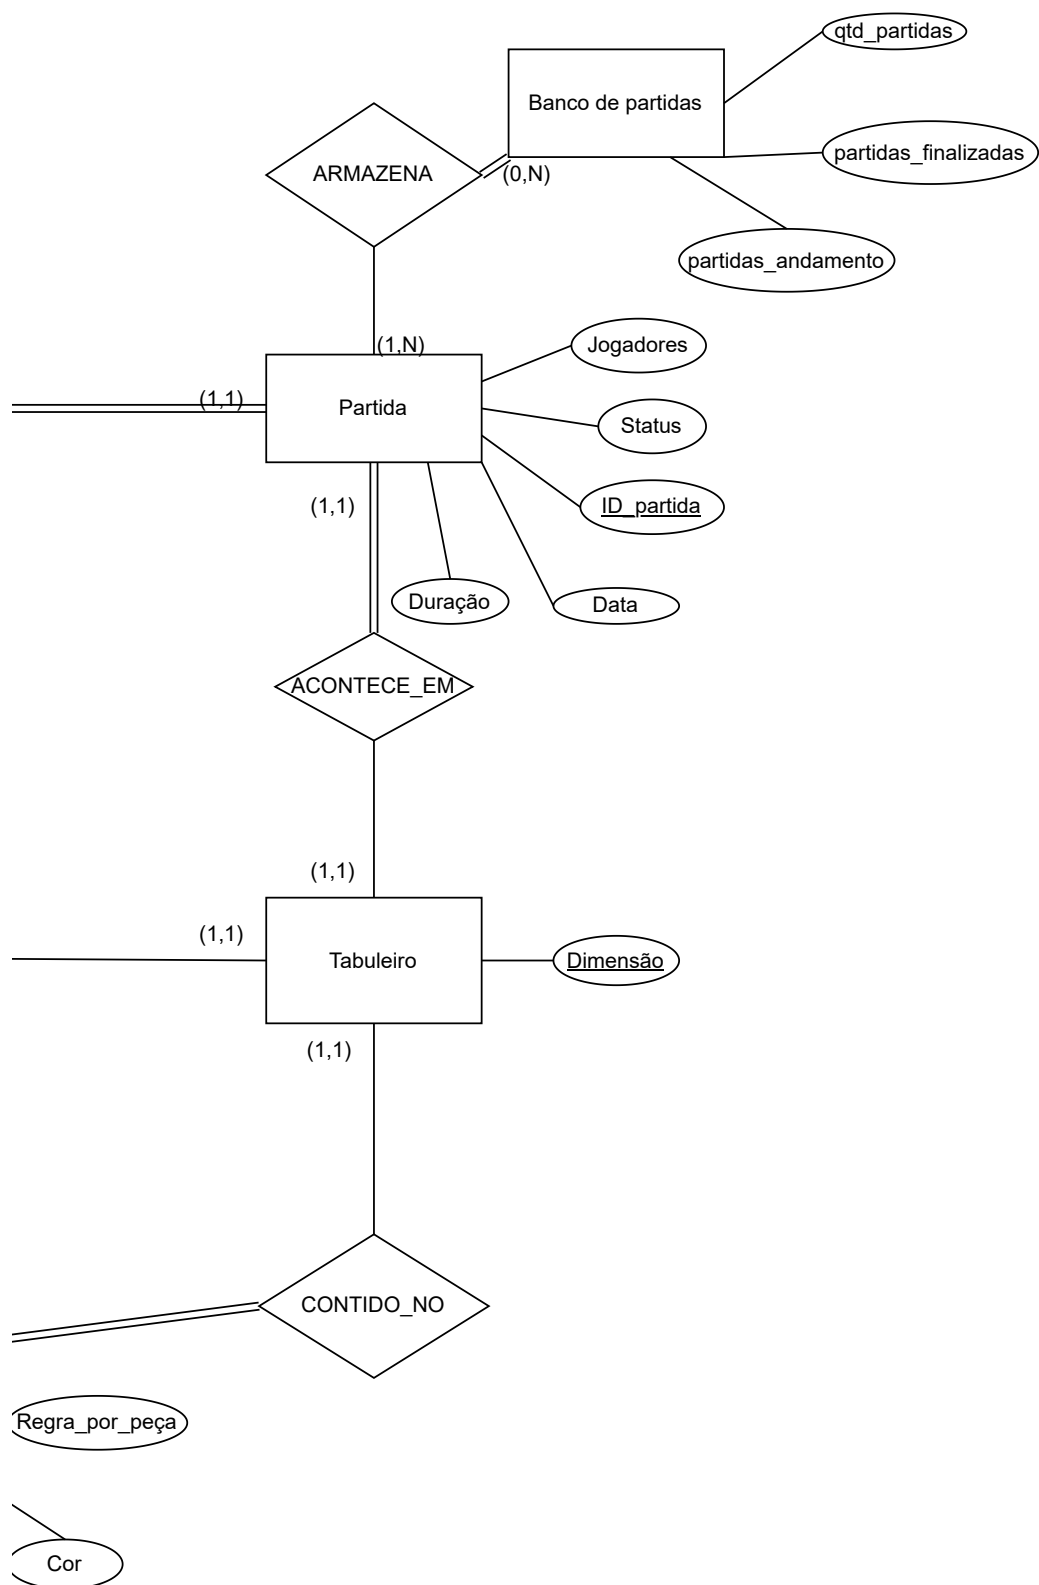 qtd_partidas
Banco de partidas
partidas_finalizadas
ARMAZENA
(0,N)
partidas_andamento
(1,N)
Jogadores
(1,1)
Partida
Status
(1,1)
ID_partida
Duração
Data
ACONTECE_EM
(1,1)
(1,1)
Tabuleiro
Dimensão
(1,1)
CONTIDO_NO
Regra_por_peça
Cor